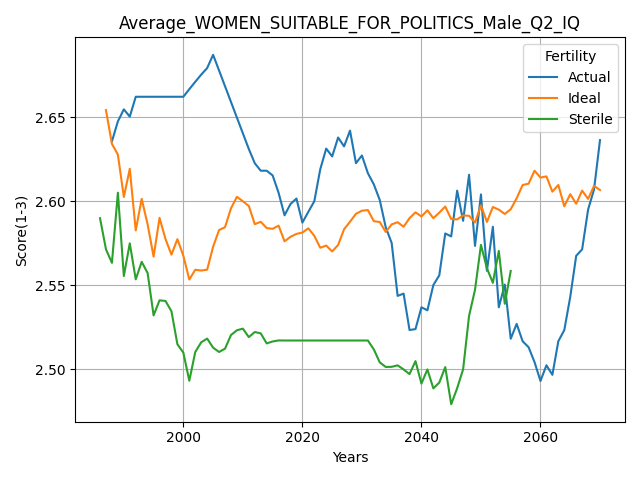 Average_WOMEN_SUITABLE_FOR_POLITICS_Male_Q2_IQ
Fertility
Actual
Ideal
Sterile
2.65
2.60
2.55
2.50
Score(1-3)
2000
2020
2040
2060
Years